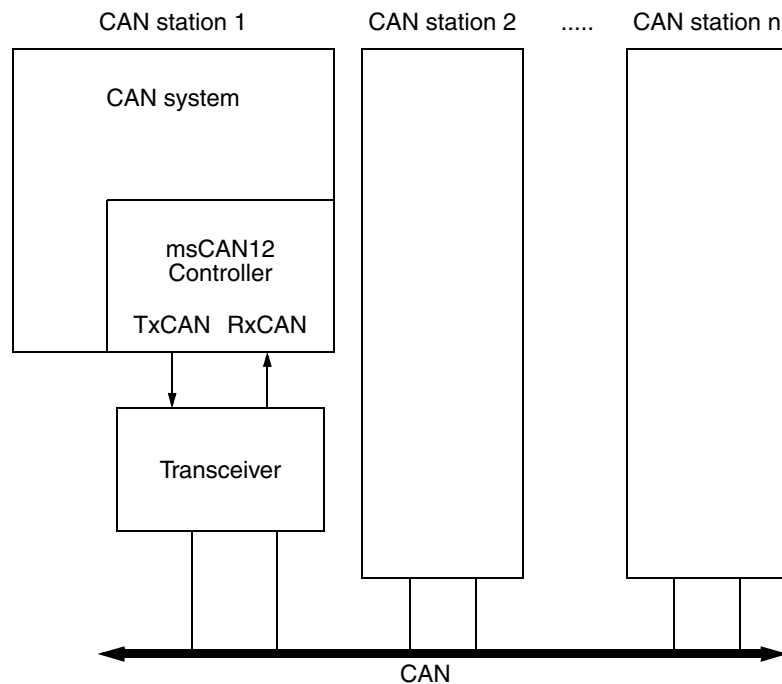 CAN station 1 CAN station 2 ..... CAN station n
CAN system
msCAN12
Controller
TxCAN RxCAN
Transceiver
CAN